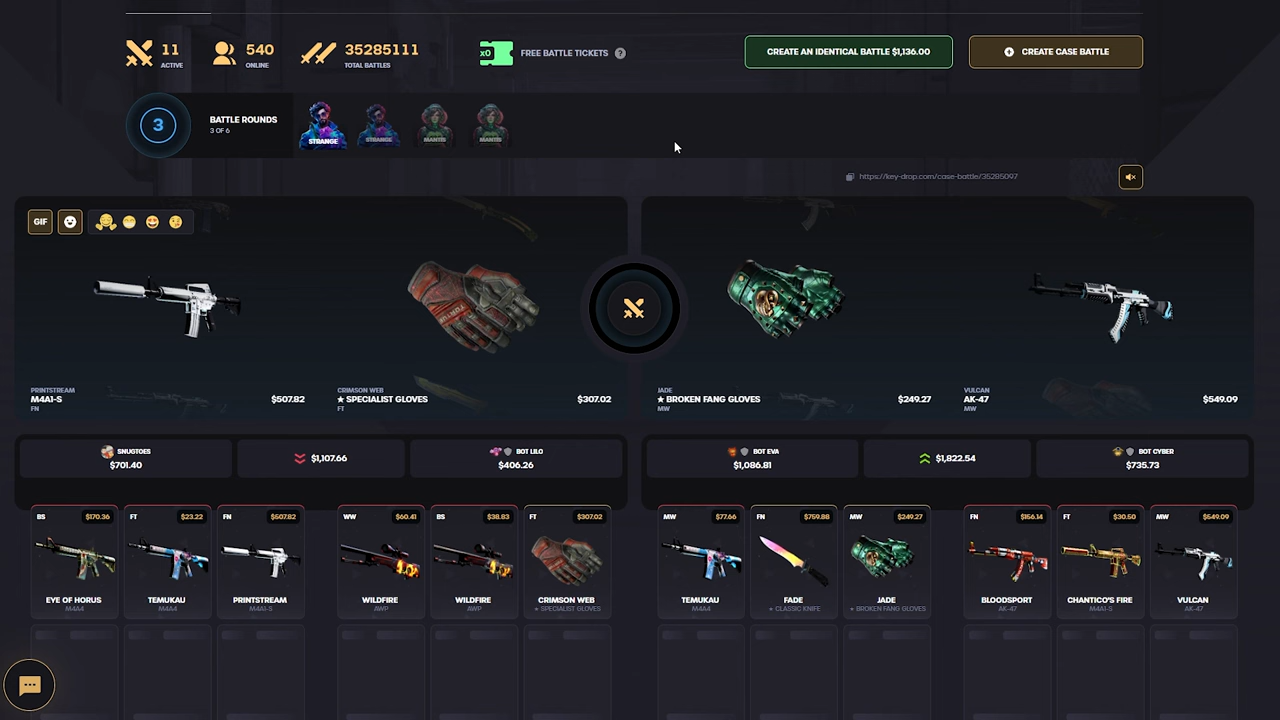 11
ACTIVE
540
ONLINE
35285111
TOTAL BATTLES
x0
FREE BATTLE TICKETS ?
CREATE AN IDENTICAL BATTLE $1,136.00
CREATE CASE BATTLE
3
BATTLE ROUNDS
3 OF 6
STRANGE
STRANGE
MANTIS
MANTIS
https://key-drop.com/case-battle/35285097
GIF
PRINTSTREAM
M4A1-S
FN
$507.82
CRIMSON WEB
★ SPECIALIST GLOVES
FT
$307.02
JADE
★ BROKEN FANG GLOVES
MW
$249.27
VULCAN
AK-47
MW
$549.09
SNUGTOES
$701.40
$1,107.66
BOT LILO
$406.26
BOT EVA
$1,086.81
$1,822.54
BOT CYBER
$735.73
BS $170.36
EYE OF HORUS
M4A4
FT $23.22
TEMUKAU
M4A4
FN $507.82
PRINTSTREAM
M4A1-S
WW $60.41
WILDFIRE
AWP
BS $38.83
WILDFIRE
AWP
FT $307.02
CRIMSON WEB
★ SPECIALIST GLOVES
MW $77.66
TEMUKAU
M4A4
FN $759.88
FADE
★ CLASSIC KNIFE
MW $249.27
JADE
★ BROKEN FANG GLOVES
FN $156.14
BLOODSPORT
AK-47
FT $30.50
CHANTICO'S FIRE
M4A1-S
MW $549.09
VULCAN
AK-47